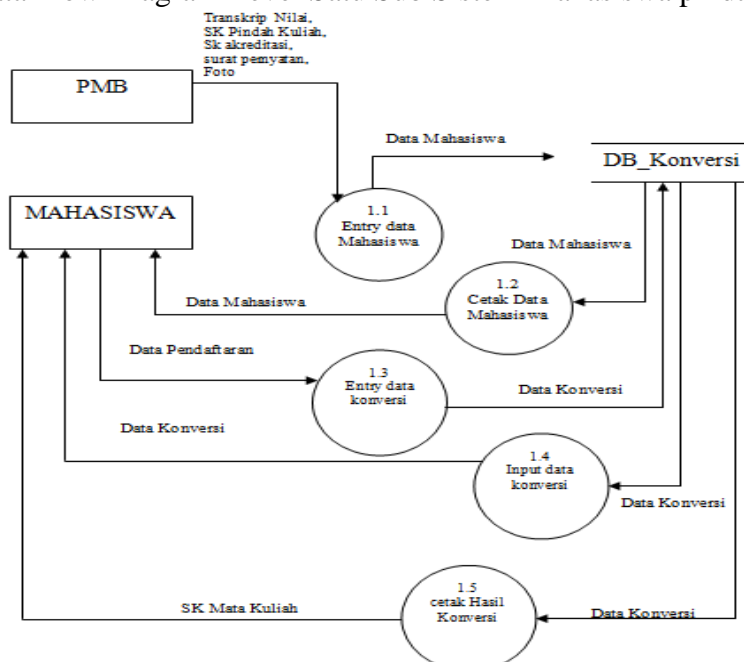 Transkrip Nilai,
SK Pindah Kuliah,
Sk akreditasi,
surat pernyatan,
Foto
PMB
Data Mahasiswa
DB_Konversi
MAHASISWA
1.1
Entry data
Mahasiswa
Data Mahasiswa
1.2
Cetak Data
Mahasiswa
Data Mahasiswa
Data Pendaftaran
1.3
Entry data
konversi
Data Konversi
Data Konversi
1.4
Input data
konversi
Data Konversi
1.5
cetak Hasil
Konversi
SK Mata Kuliah
Data Konversi